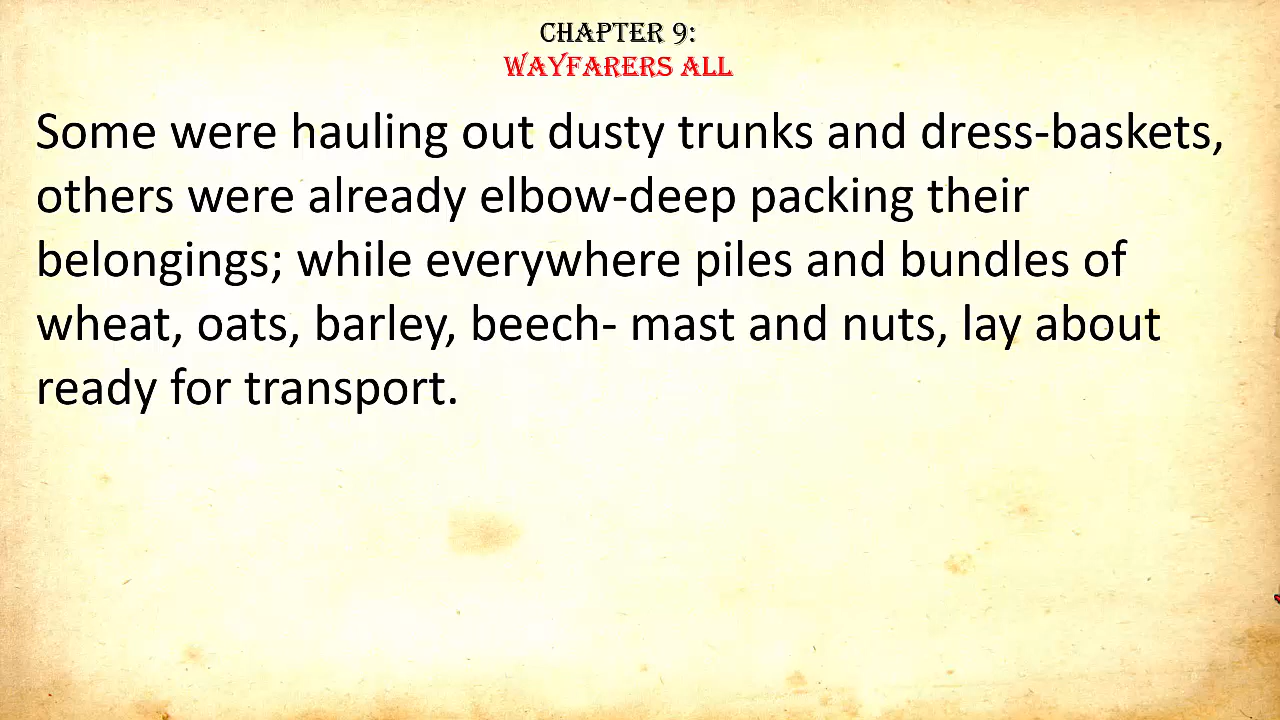 CHAPTER 9:
WAYFARERS ALL
Some were hauling out dusty trunks and dress-baskets,
others were already elbow-deep packing their
belongings; while everywhere piles and bundles of
wheat, oats, barley, beech- mast and nuts, lay about
ready for transport.